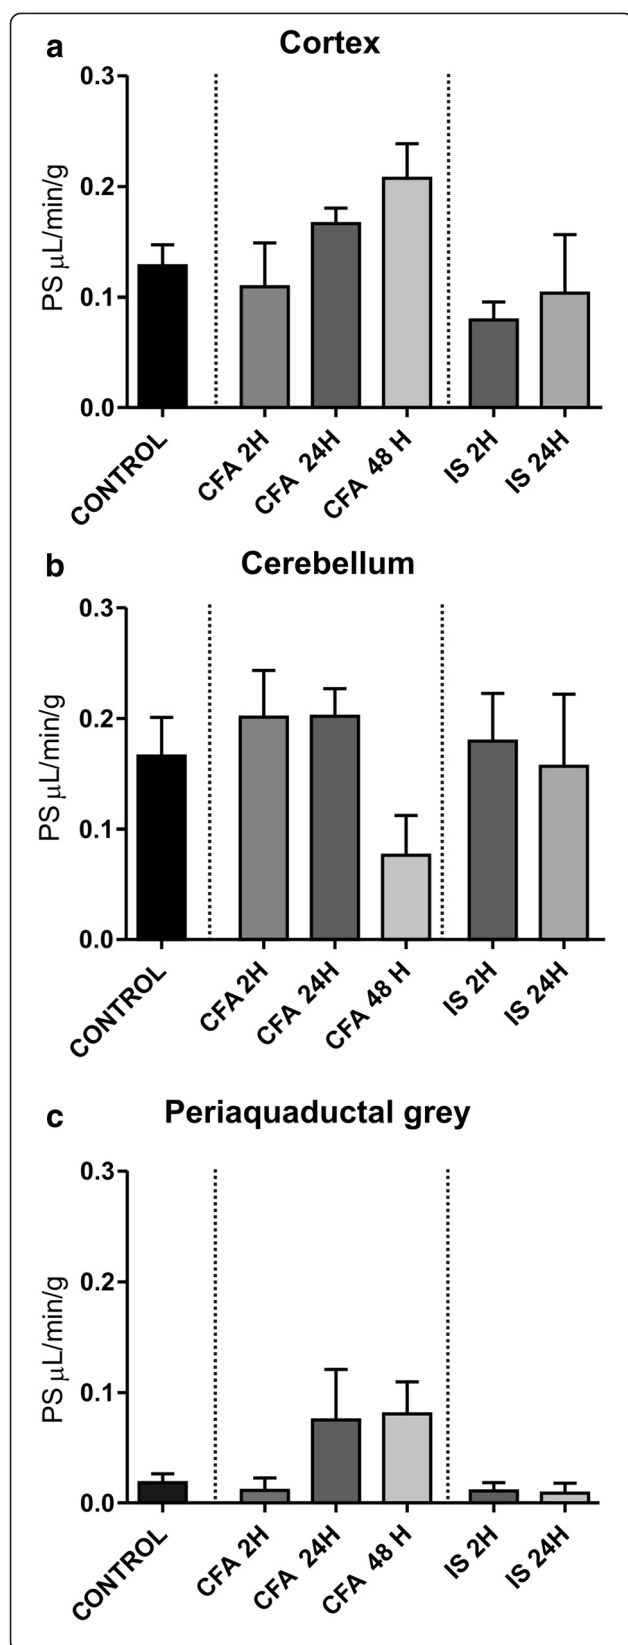 a
Cortex
0.3
0.2
0.1
0.0
PS µL/min/g
CONTROL
CFA 2H
CFA 24H
CFA 48 H
IS 2H
IS 24H
b
Cerebellum
0.3
0.2
0.1
0.0
PS µL/min/g
CONTROL
CFA 2H
CFA 24H
CFA 48 H
IS 2H
IS 24H
c
Periaquaductal grey
0.3
0.2
0.1
0.0
PS µL/min/g
CONTROL
CFA 2H
CFA 24H
CFA 48 H
IS 2H
IS 24H